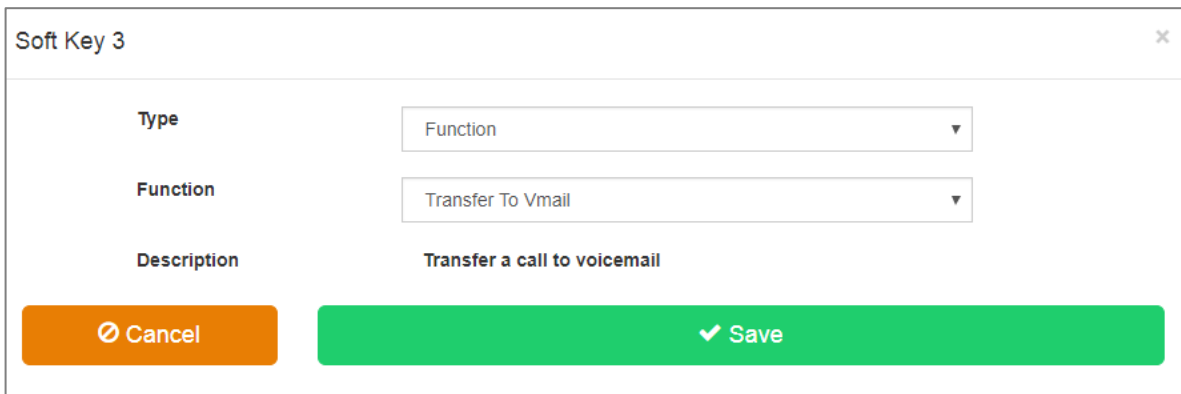 Soft Key 3 ×
Type Function ▼
Function Transfer To Vmail ▼
Description Transfer a call to voicemail
Cancel Save